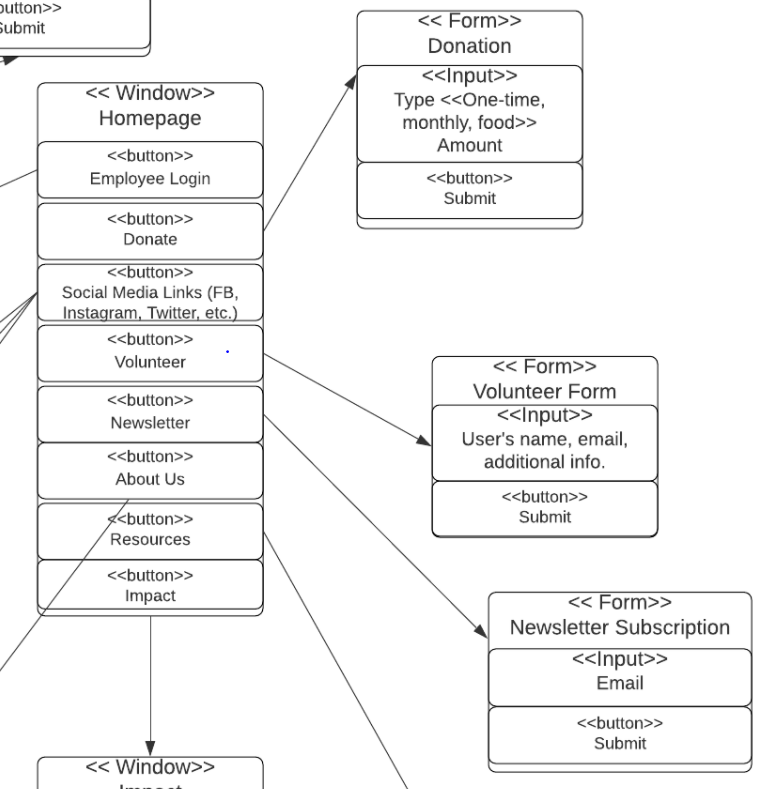 button>>
Submit
<< Window>>
Homepage
<<button>>
Employee Login
<<button>>
Donate
<<button>>
Social Media Links (FB,
Instagram, Twitter, etc.)
<<button>>
Volunteer
<<button>>
Newsletter
<<button>>
About Us
<<button>>
Resources
<<button>>
Impact
<< Window>>
Impact
<< Form>>
Donation
<<Input>>
Type <<One-time,
monthly, food>>
Amount
<<button>>
Submit
<< Form>>
Volunteer Form
<<Input>>
User's name, email,
additional info.
<<button>>
Submit
<< Form>>
Newsletter Subscription
<<Input>>
Email
<<button>>
Submit